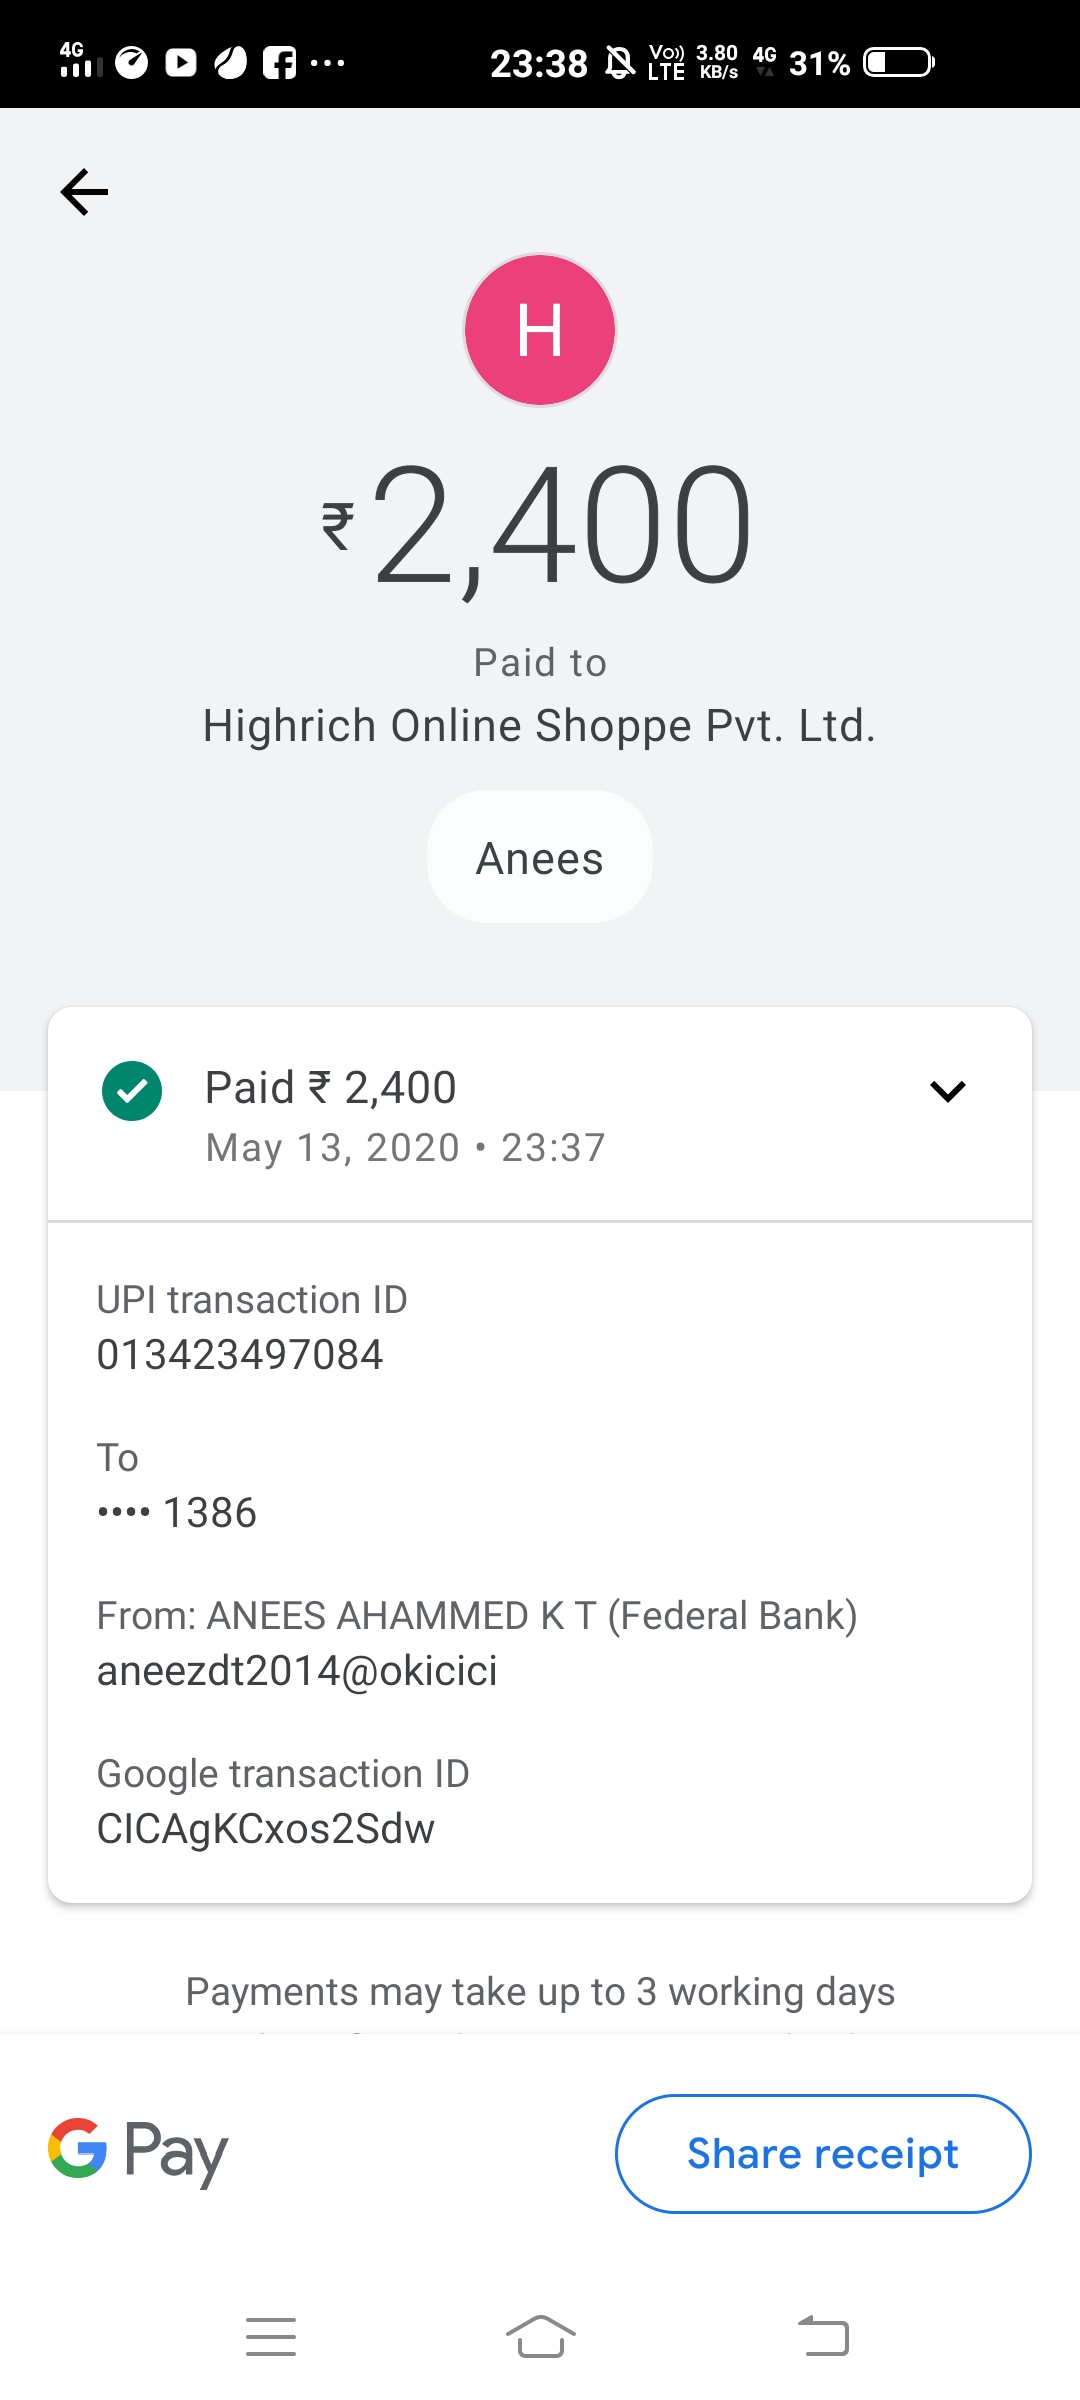 4G 23:38 Vo)) LTE 3.80 KB/s 4G 31%
H
₹2,400
Paid to
Highrich Online Shoppe Pvt. Ltd.
Anees
Paid ₹ 2,400
May 13, 2020 • 23:37
UPI transaction ID
013423497084
To
•••• 1386
From: ANEES AHAMMED K T (Federal Bank)
aneezdt2014@okicici
Google transaction ID
CICAgKCxos2Sdw
Payments may take up to 3 working days
G Pay
Share receipt